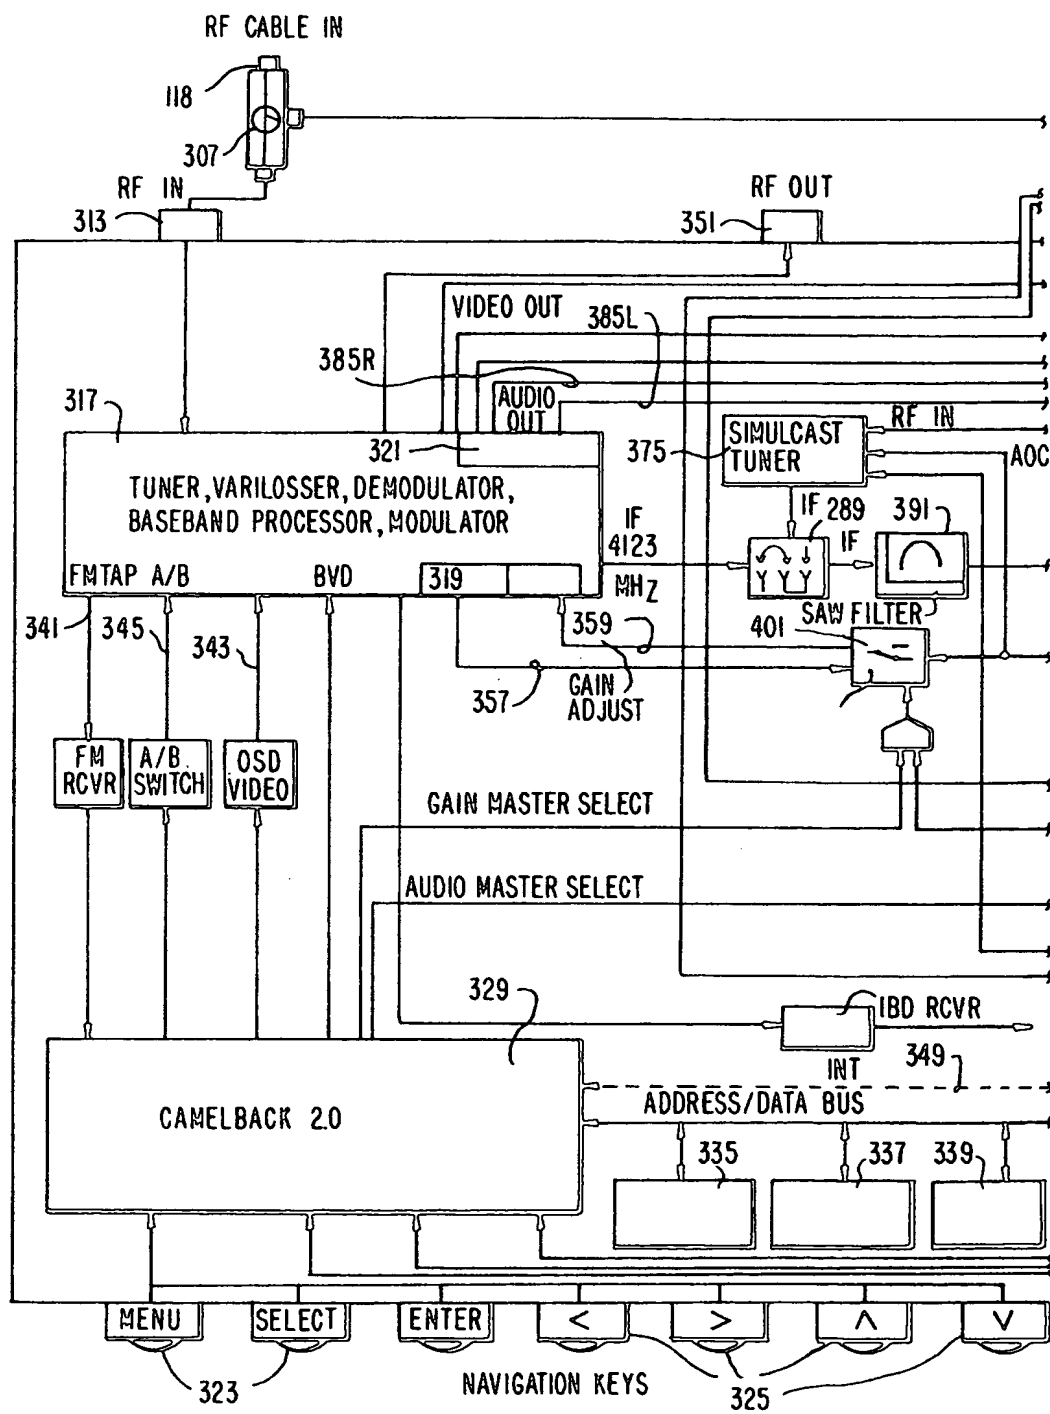 RF CABLE IN
118
307
RF IN
313
RF OUT
351
VIDEO OUT
385L
385R
317
AUDIO
OUT
321
375
SIMULCAST
TUNER
RF IN
AOC
TUNER, VARILOSSER, DEMODULATOR,
BASEBAND PROCESSOR, MODULATOR
IF
4123
MHZ
IF
289
IF
391
FMTAP A/B
BVD
319
SAW FILTER
341
345
343
359
401
357
GAIN
ADJUST
FM
RCVR
A/B
SWITCH
OSD
VIDEO
GAIN MASTER SELECT
AUDIO MASTER SELECT
329
IBD RCVR
INT
349
CAMELBACK 2.0
ADDRESS/DATA BUS
335
337
339
MENU
SELECT
ENTER
<
>
Λ
V
323
NAVIGATION KEYS
325